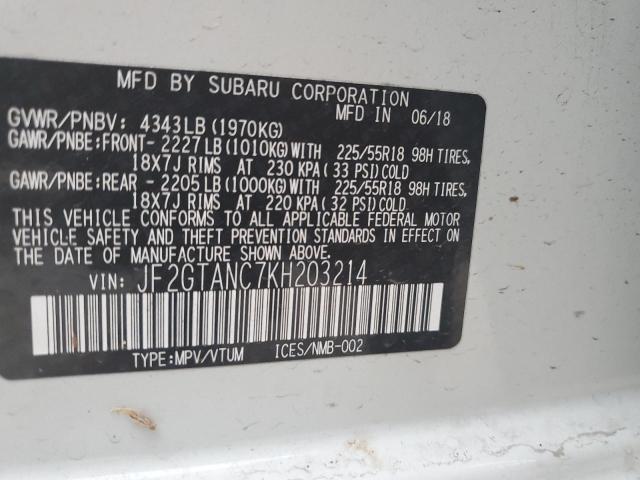 MFD BY SUBARU CORPORATION
GVWR/PNBV: 4343LB (1970KG) MFD IN 06/18
GAWR/PNBE:FRONT- 2227 LB (1010KG) WITH 225/55R18 98H TIRES,
18X7J RIMS AT 230 KPA (33 PSI) COLD
GAWR/PNBE:REAR - 2205 LB (1000KG) WITH 225/55R18 98H TIRES,
18X7J RIMS AT 220 KPA (32 PSI) COLD
THIS VEHICLE CONFORMS TO ALL APPLICABLE FEDERAL MOTOR
VEHICLE SAFETY AND THEFT PREVENTION STANDARDS IN EFFECT
ON THE DATE OF MANUFACTURE SHOWN ABOVE.
VIN: JF2GTANC7KH203214
TYPE:MPV/VTUM ICES/NMB-002